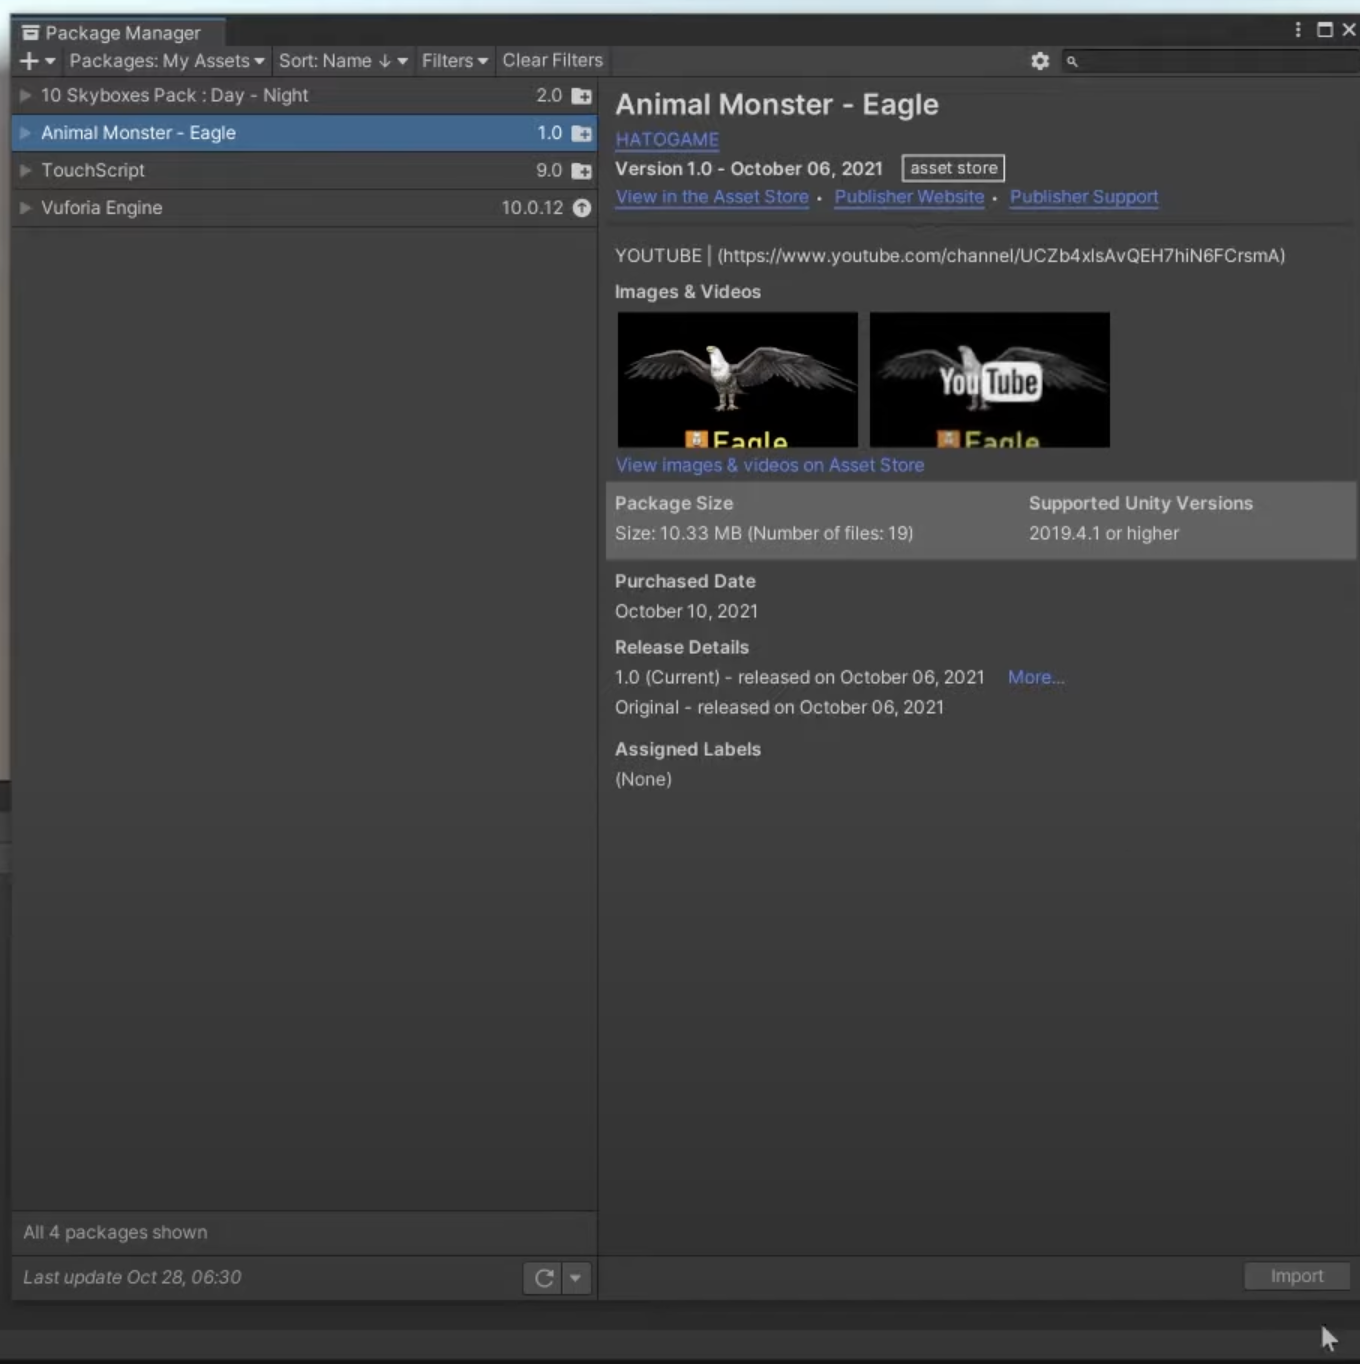 Package Manager
Packages: My Assets Sort: Name ↓ Filters Clear Filters
10 Skyboxes Pack : Day - Night 2.0
Animal Monster - Eagle 1.0
TouchScript 9.0
Vuforia Engine 10.0.12
All 4 packages shown
Last update Oct 28, 06:30
Animal Monster - Eagle
HATOGAME
Version 1.0 - October 06, 2021 asset store
View in the Asset Store • Publisher Website • Publisher Support
YOUTUBE | (https://www.youtube.com/channel/UCZb4xlsAvQEH7hiN6FCrsmA)
Images & Videos
Eagle
YouTube
Eagle
View images & videos on Asset Store
Package Size
Size: 10.33 MB (Number of files: 19)
Supported Unity Versions
2019.4.1 or higher
Purchased Date
October 10, 2021
Release Details
1.0 (Current) - released on October 06, 2021 More...
Original - released on October 06, 2021
Assigned Labels
(None)
Import